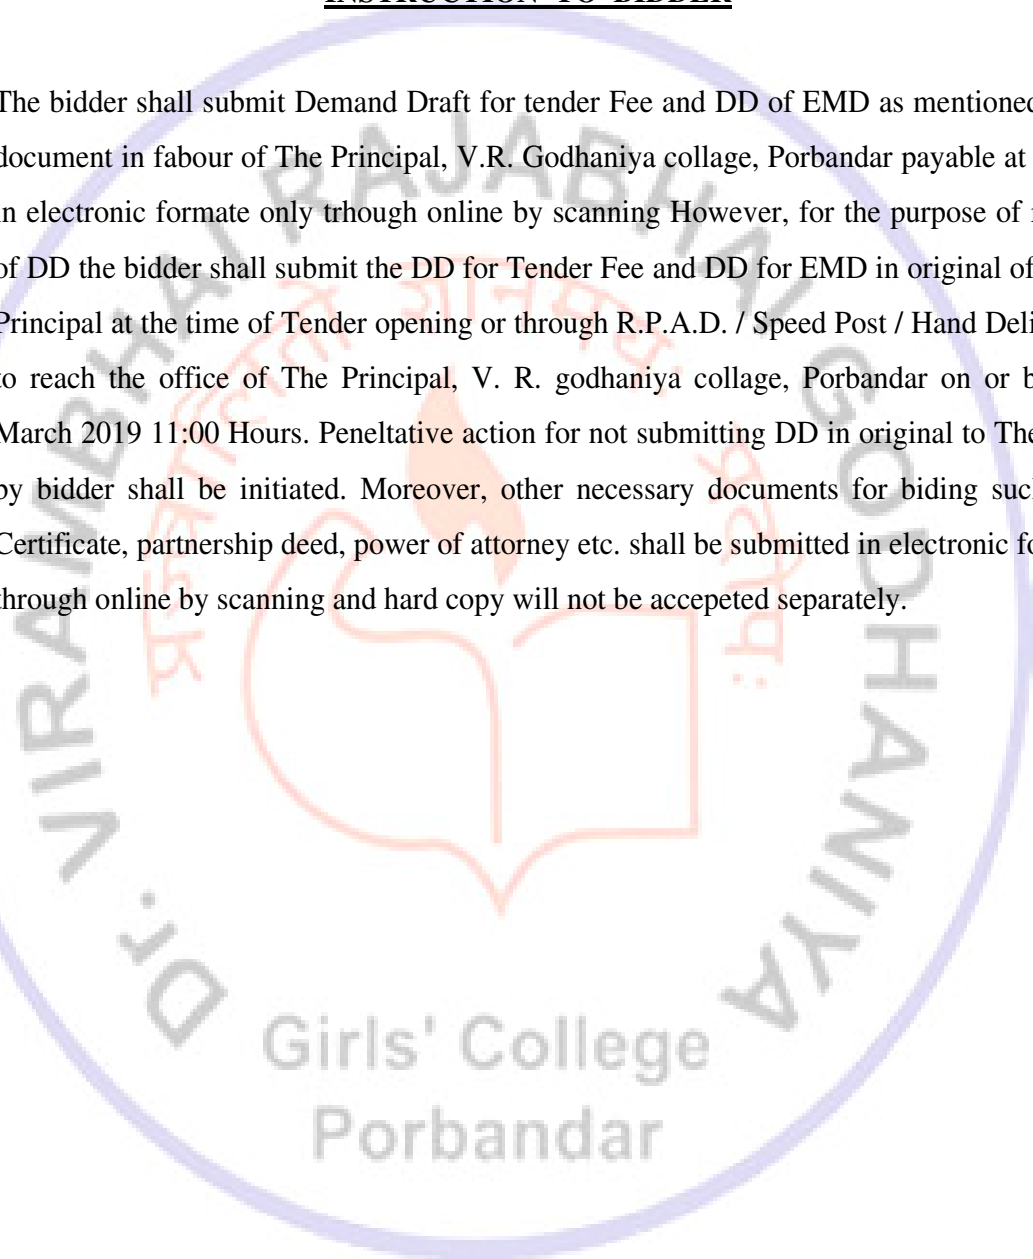 INSTRUCTION TO BIDDER
The bidder shall submit Demand Draft for tender Fee and DD of EMD as mentioned
document in fabour of The Principal, V.R. Godhaniya collage, Porbandar payable at
in electronic formate only trhough online by scanning However, for the purpose of
of DD the bidder shall submit the DD for Tender Fee and DD for EMD in original of
Principal at the time of Tender opening or through R.P.A.D. / Speed Post / Hand Deli
to reach the office of The Principal, V. R. godhaniya collage, Porbandar on or b
March 2019 11:00 Hours. Peneltative action for not submitting DD in original to The
by bidder shall be initiated. Moreover, other necessary documents for biding suc
Certificate, partnership deed, power of attorney etc. shall be submitted in electronic fo
through online by scanning and hard copy will not be accepeted separately.
Dr. VIRAMBHAI RAJABHAI GODHANIYA
Girls' College
Porbandar